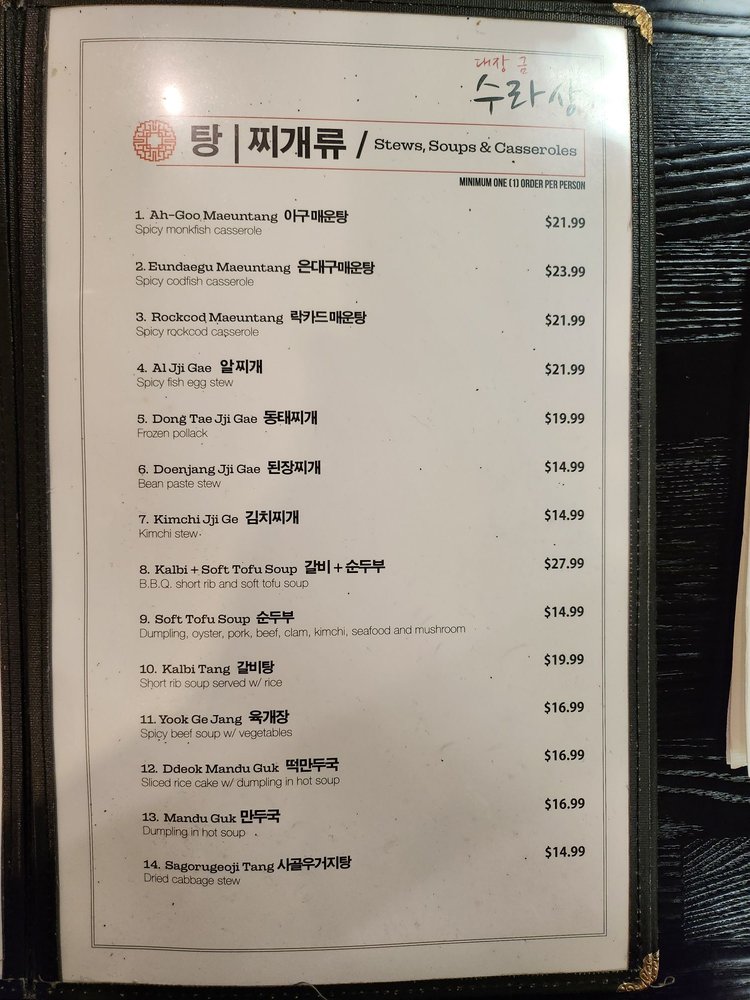 대장 금
수라상
탕 | 찌개류 / Stews, Soups & Casseroles
MINIMUM ONE (1) ORDER PER PERSON
1. Ah-Goo Maeuntang 아구매운탕 $21.99
Spicy monkfish casserole
2. Eundaegu Maeuntang 은대구매운탕 $23.99
Spicy codfish casserole
3. Rockcod Maeuntang 락카드매운탕 $21.99
Spicy rockcod casserole
4. Al Jji Gae 알찌개 $21.99
Spicy fish egg stew
5. Dong Tae Jji Gae 동태찌개 $19.99
Frozen pollack
6. Doenjang Jji Gae 된장찌개 $14.99
Bean paste stew
7. Kimchi Jji Ge 김치찌개 $14.99
Kimchi stew
8. Kalbi + Soft Tofu Soup 갈비 + 순두부 $27.99
B.B.Q. short rib and soft tofu soup
9. Soft Tofu Soup 순두부 $14.99
Dumpling, oyster, pork, beef, clam, kimchi, seafood and mushroom
10. Kalbi Tang 갈비탕 $19.99
Short rib soup served w/ rice
11. Yook Ge Jang 육개장 $16.99
Spicy beef soup w/ vegetables
12. Ddeok Mandu Guk 떡만두국 $16.99
Sliced rice cake w/ dumpling in hot soup
13. Mandu Guk 만두국 $16.99
Dumpling in hot soup
14. Sagorugeoji Tang 사골우거지탕 $14.99
Dried cabbage stew